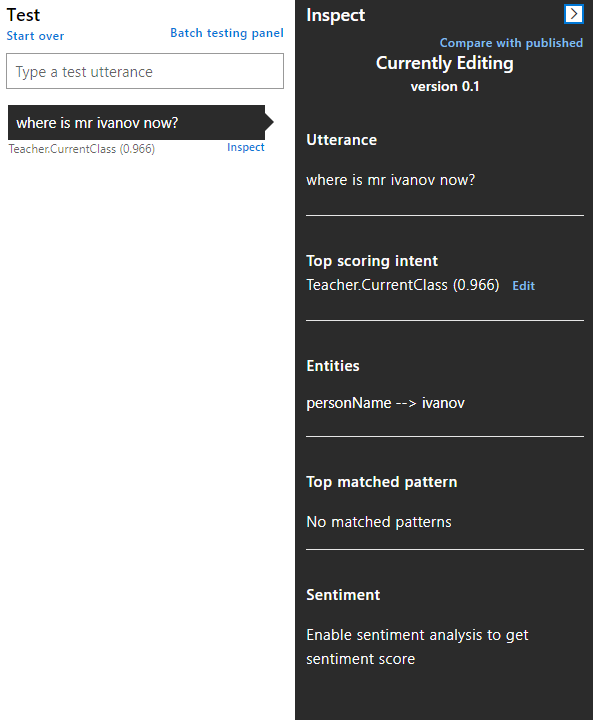 Test
Start over
Batch testing panel
Type a test utterance
where is mr ivanov now?
Teacher.CurrentClass (0.966)
Inspect
Inspect
Compare with published
Currently Editing
version 0.1
Utterance
where is mr ivanov now?
Top scoring intent
Teacher.CurrentClass (0.966) Edit
Entities
personName --> ivanov
Top matched pattern
No matched patterns
Sentiment
Enable sentiment analysis to get
sentiment score